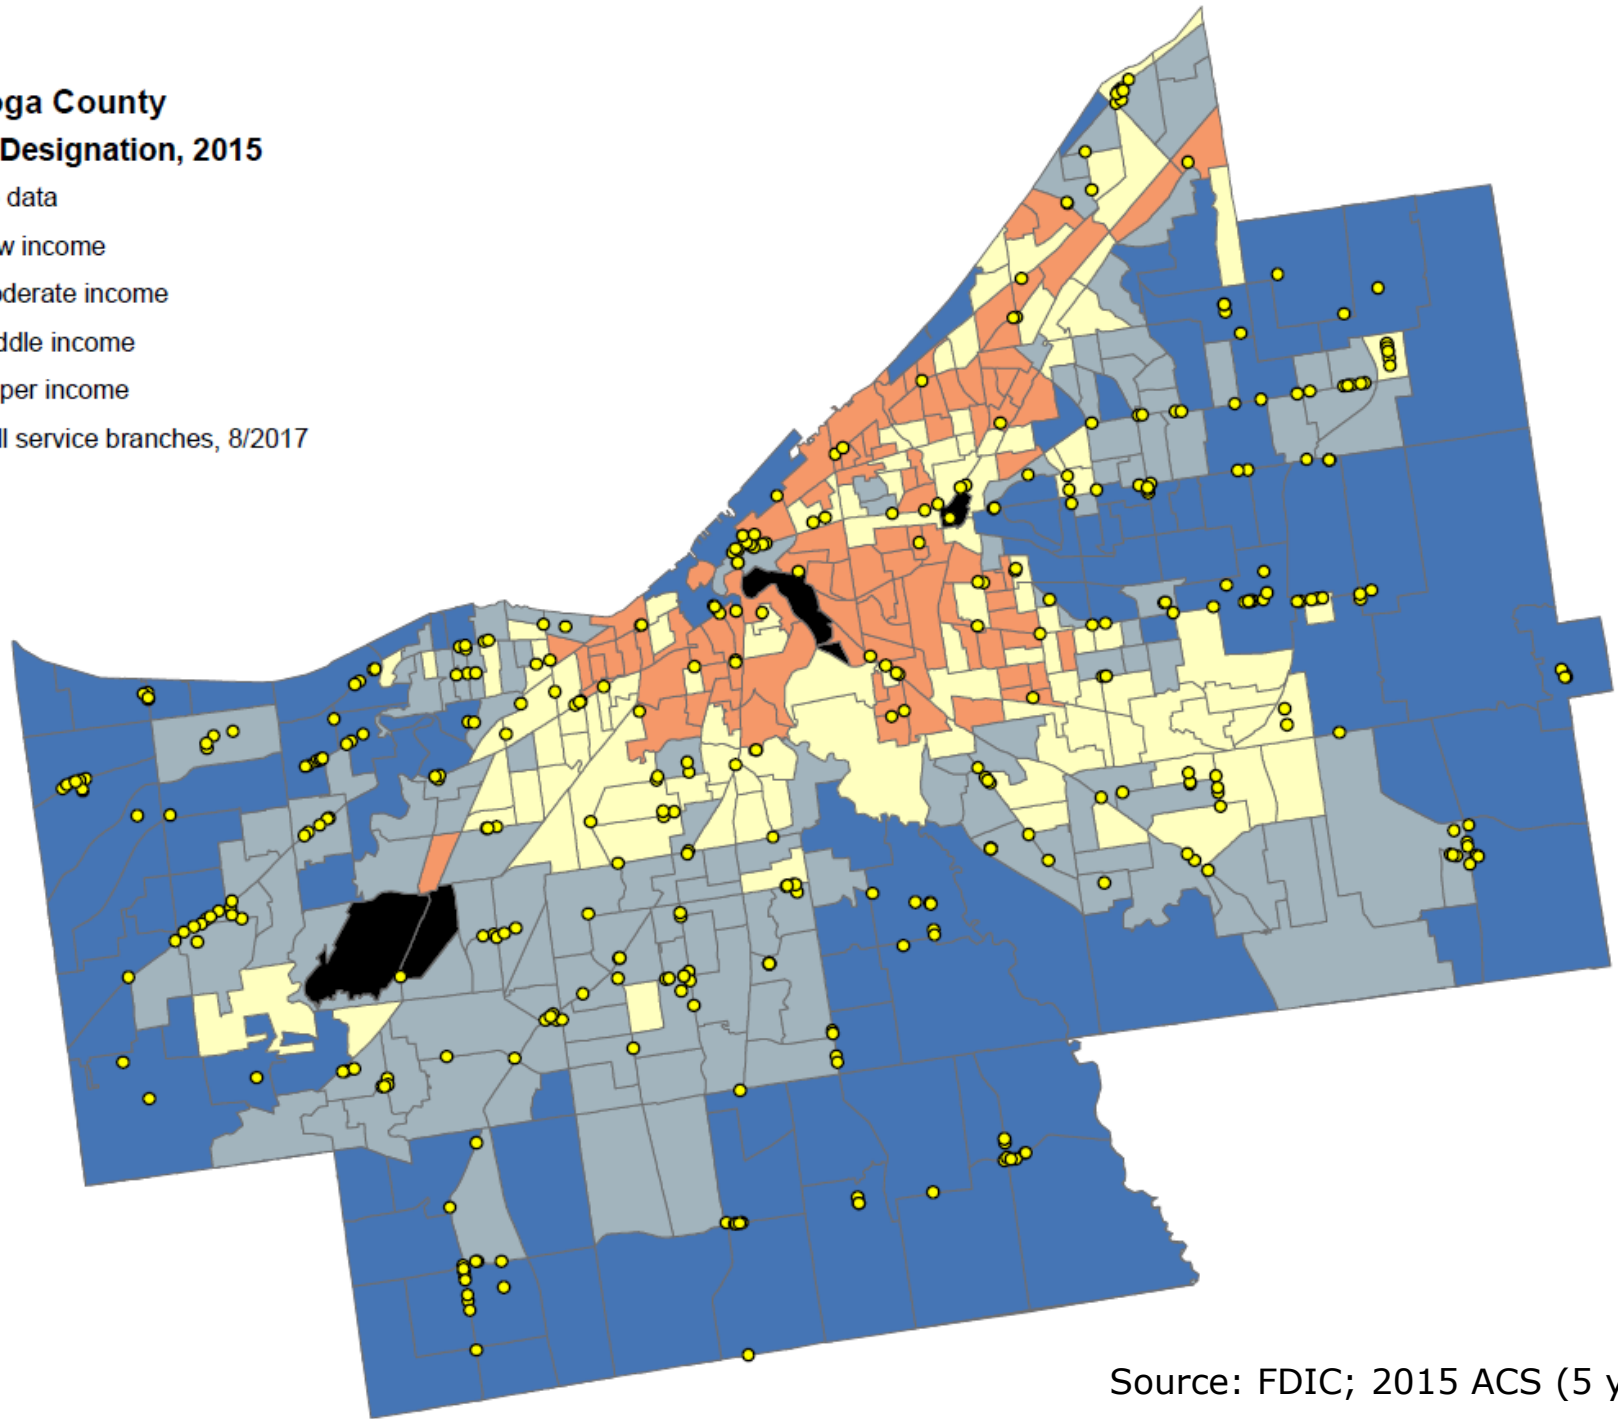 oga County
Designation, 2015
data
w income
oderate income
ddle income
per income
ll service branches, 8/2017
Source: FDIC; 2015 ACS (5 y